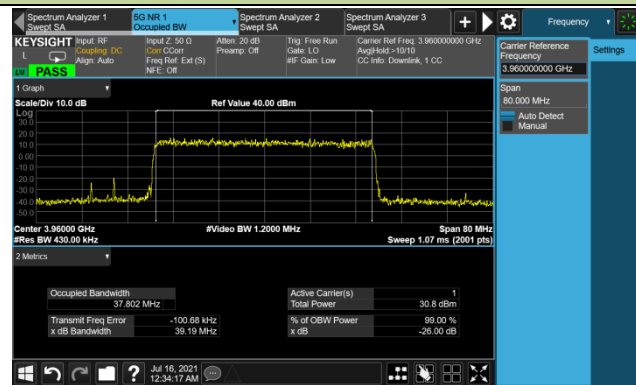 Spectrum Analyzer 1
Swept SA
5G NR 1
Occupied BW
Spectrum Analyzer 2
Swept SA
Spectrum Analyzer 3
Swept SA
Frequency
KEYSIGHT
L
PASS
Input: RF
Coupling: DC
Align: Auto
Input Z: 50 Ω
Corr CCorr
Freq Ref: Ext (S)
NFE: Off
Atten: 20 dB
Preamp: Off
Trig: Free Run
Gate: LO
#IF Gain: Low
Carrier Ref Freq: 3.960000000 GHz
Avg|Hold:>10/10
CC Info: Downlink, 1 CC
Carrier Reference
Frequency
3.960000000 GHz
Span
80.000 MHz
Auto Detect
Manual
Settings
1 Graph
Scale/Div 10.0 dB
Ref Value 40.00 dBm
Log
30.0
20.0
10.0
0.00
-10.0
-20.0
-30.0
-40.0
-50.0
Center 3.96000 GHz
#Res BW 430.00 kHz
#Video BW 1.2000 MHz
Span 80 MHz
Sweep 1.07 ms (2001 pts)
2 Metrics
Occupied Bandwidth
37.802 MHz
Transmit Freq Error -100.68 kHz
x dB Bandwidth 39.19 MHz
Active Carrier(s) 1
Total Power 30.8 dBm
% of OBW Power 99.00 %
x dB -26.00 dB
?
Jul 16, 2021
12:34:17 AM